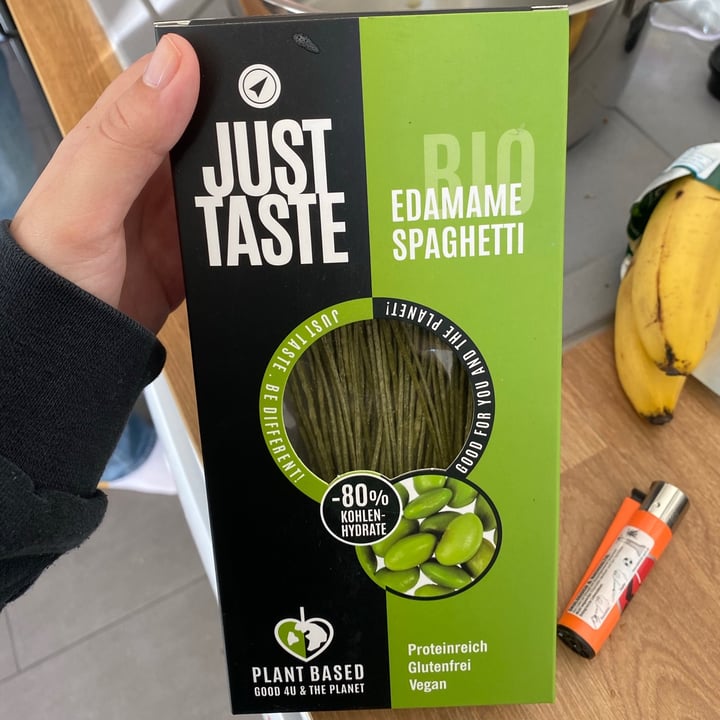 JUST
TASTE
BIO
EDAMAME
SPAGHETTI
JUST TASTE . BE DIFFERENT!
GOOD FOR YOU AND THE PLANET!
-80%
KOHLEN-
HYDRATE
PLANT BASED
GOOD 4U & THE PLANET
Proteinreich
Glutenfrei
Vegan